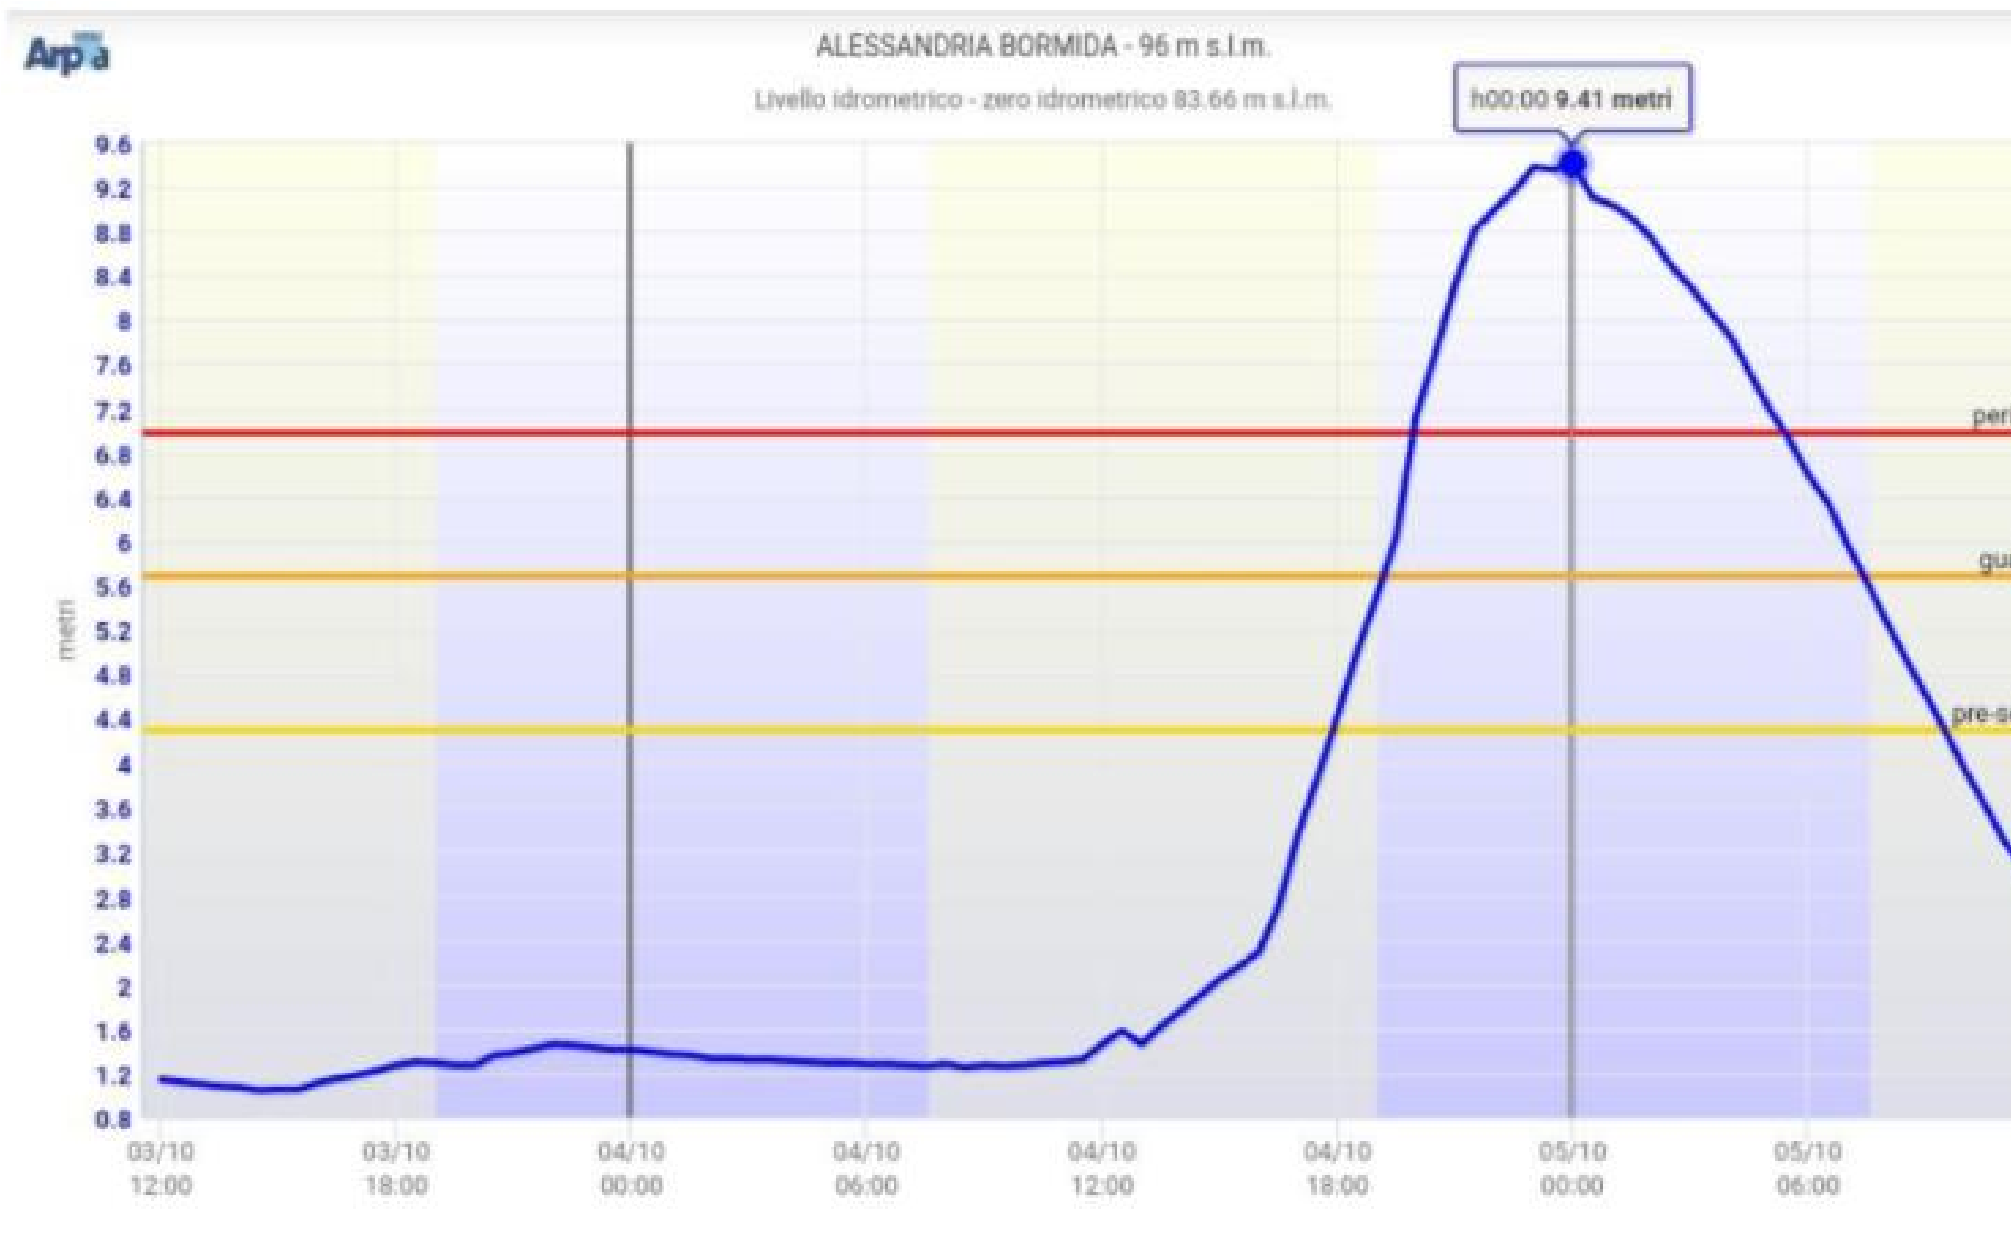 Arpa
ALESSANDRIA BORMIDA - 96 m s.l.m.
Livello idrometrico - zero idrometrico 83.66 m s.l.m.
h00:00 9.41 metri
9.6
9.2
8.8
8.4
8
7.6
7.2
6.8
6.4
6
5.6
5.2
4.8
4.4
4
3.6
3.2
2.8
2.4
2
1.6
1.2
0.8
metri
peri
gua
pre-s
03/10 03/10 04/10 04/10 04/10 04/10 05/10 05/10
12:00 18:00 00:00 06:00 12:00 18:00 00:00 06:00